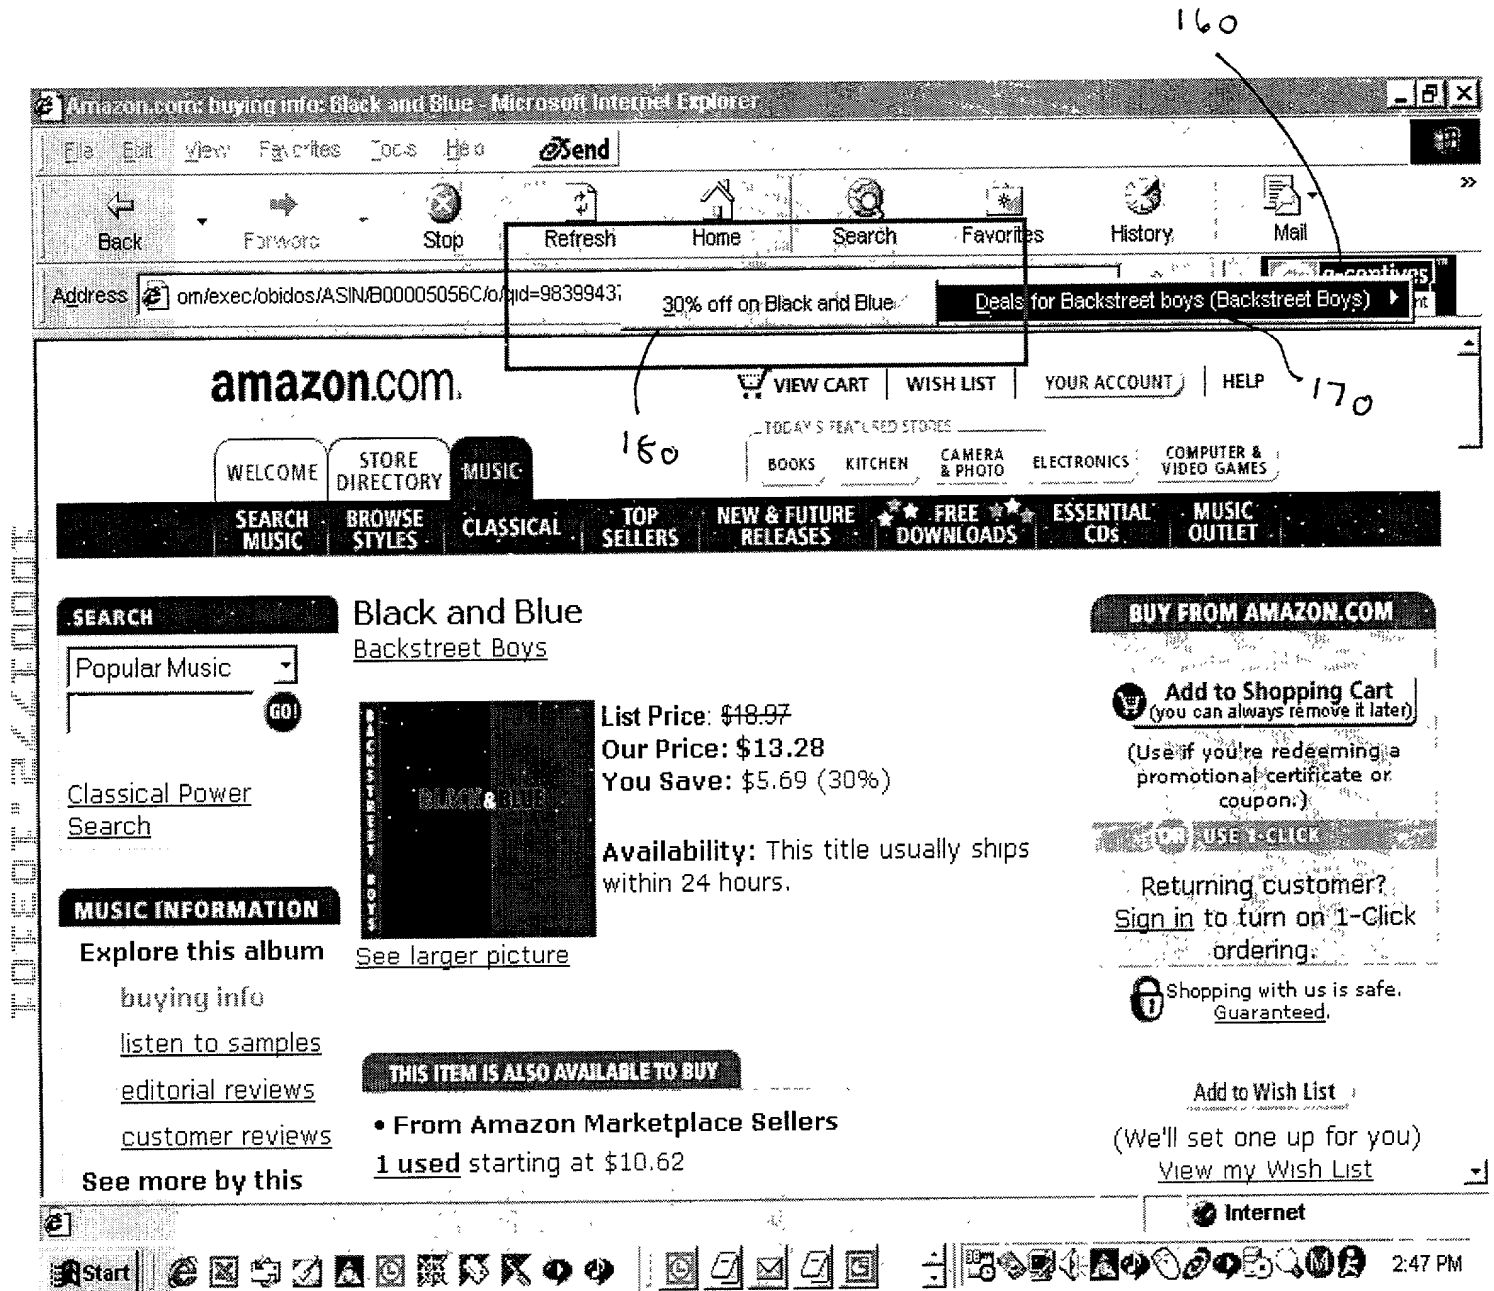 160
Amazon.com: buying info: Black and Blue - Microsoft Internet Explorer
File Edit View Favorites Tools Help Send
Back Forward Stop Refresh Home Search Favorites History Mail
Address om/exec/obidos/ASIN/B00005056C/o/qid=98399437
30% off on Black and Blue
Deals for Backstreet boys (Backstreet Boys)
amazon.com.
VIEW CART WISH LIST YOUR ACCOUNT HELP
170
180
TODAY'S FEATURED STORES
WELCOME STORE DIRECTORY MUSIC
BOOKS KITCHEN CAMERA & PHOTO ELECTRONICS COMPUTER & VIDEO GAMES
SEARCH MUSIC BROWSE STYLES CLASSICAL TOP SELLERS NEW & FUTURE RELEASES FREE DOWNLOADS ESSENTIAL CDs MUSIC OUTLET
SEARCH
Popular Music
GO!
Classical Power
Search
MUSIC INFORMATION
Explore this album
buying info
listen to samples
editorial reviews
customer reviews
See more by this
Black and Blue
Backstreet Boys
BACKSTREET BOYS
BLACK & BLUE
See larger picture
List Price: $18.97
Our Price: $13.28
You Save: $5.69 (30%)
Availability: This title usually ships
within 24 hours.
THIS ITEM IS ALSO AVAILABLE TO BUY
• From Amazon Marketplace Sellers
1 used starting at $10.62
BUY FROM AMAZON.COM
Add to Shopping Cart
(you can always remove it later)
(Use if you're redeeming a
promotional certificate or
coupon.)
OR USE 1-CLICK
Returning customer?
Sign in to turn on 1-Click
ordering.
Shopping with us is safe.
Guaranteed.
Add to Wish List
(We'll set one up for you)
View my Wish List
Internet
Start
2:47 PM